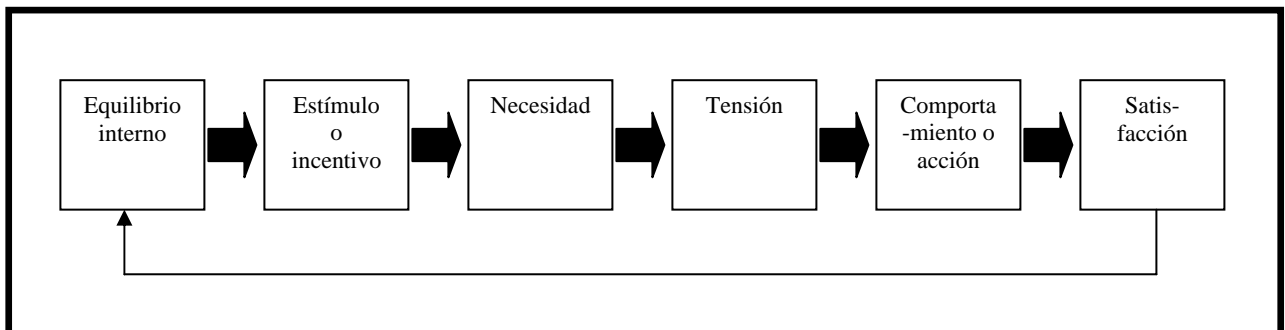 Equilibrio
interno
Estímulo
o
incentivo
Necesidad
Tensión
Comporta
-miento o
acción
Satis-
facción